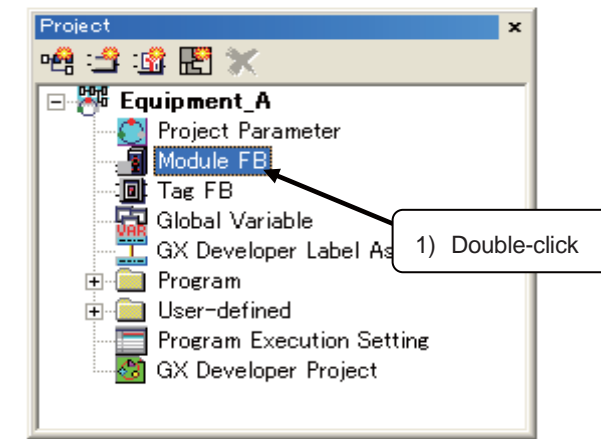 Project
Equipment_A
Project Parameter
Module FB
Tag FB
Global Variable
GX Developer Label As
1) Double-click
Program
User-defined
Program Execution Setting
GX Developer Project